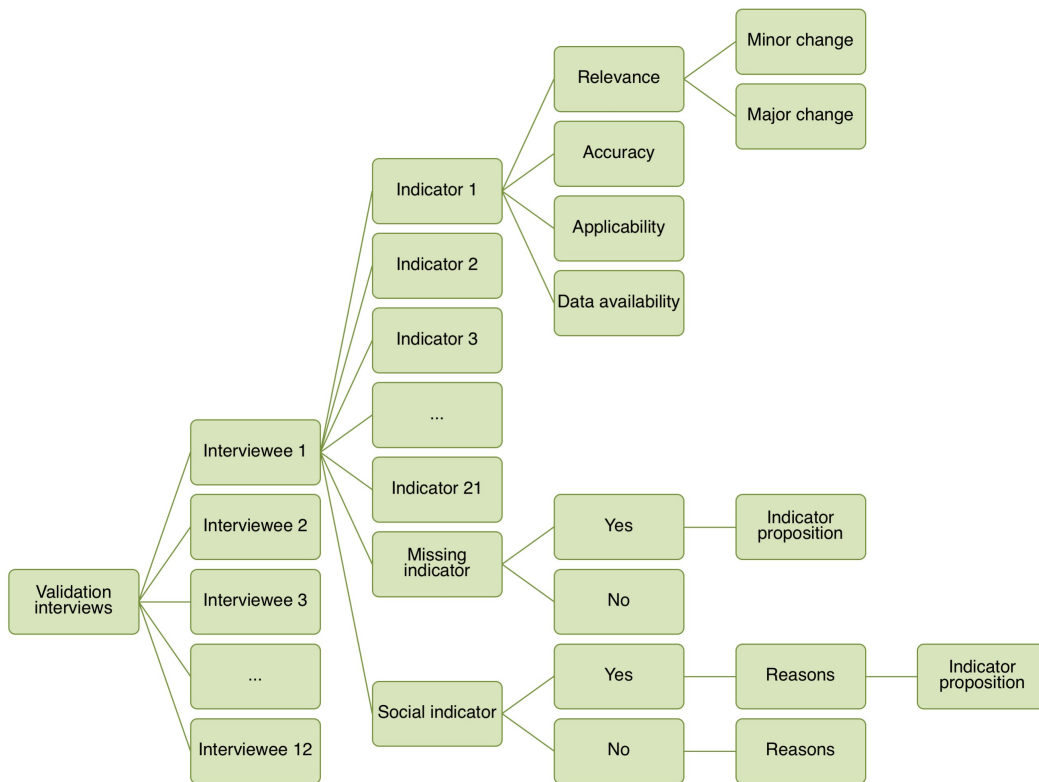 Validation
interviews
Interviewee 1
Interviewee 2
Interviewee 3
...
Interviewee 12
Indicator 1
Indicator 2
Indicator 3
...
Indicator 21
Missing
indicator
Social indicator
Relevance
Accuracy
Applicability
Data availability
Minor change
Major change
Yes
Indicator
proposition
No
Yes
Reasons
Indicator
proposition
No
Reasons